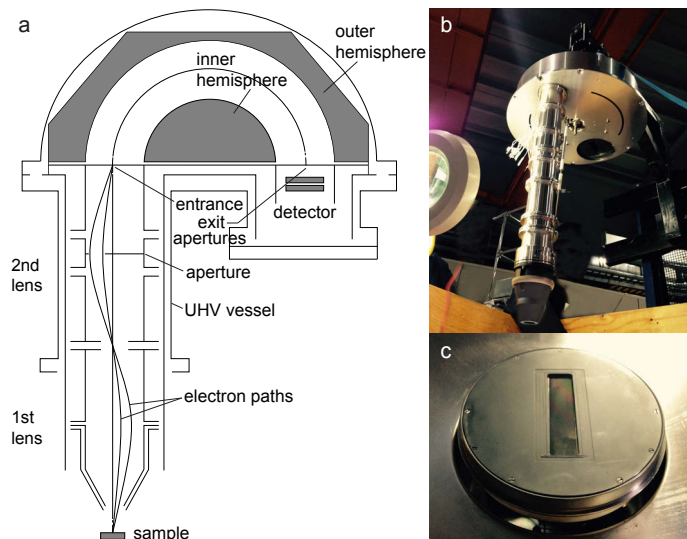 a
outer
hemisphere
inner
hemisphere
entrance
exit
apertures
detector
aperture
2nd
lens
UHV vessel
electron paths
1st
lens
sample
b
c